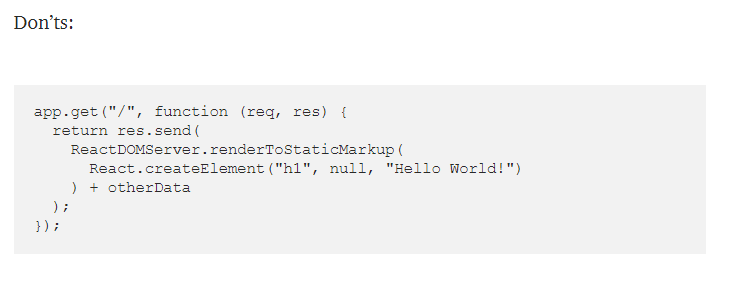 Don’ts:
app.get("/", function (req, res) {
  return res.send(
    ReactDOMServer.renderToStaticMarkup(
      React.createElement("h1", null, "Hello World!")
    ) + otherData
  );
});